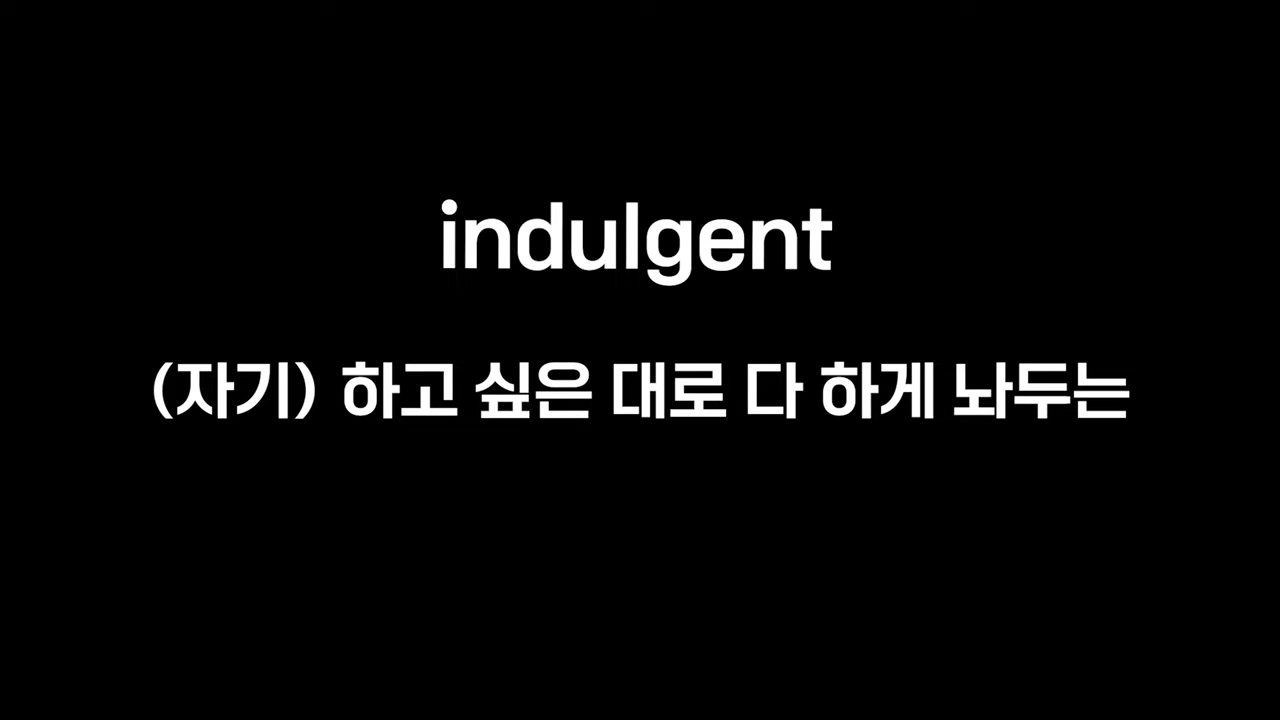 indulgent
(자기) 하고 싶은 대로 다 하게 놔두는